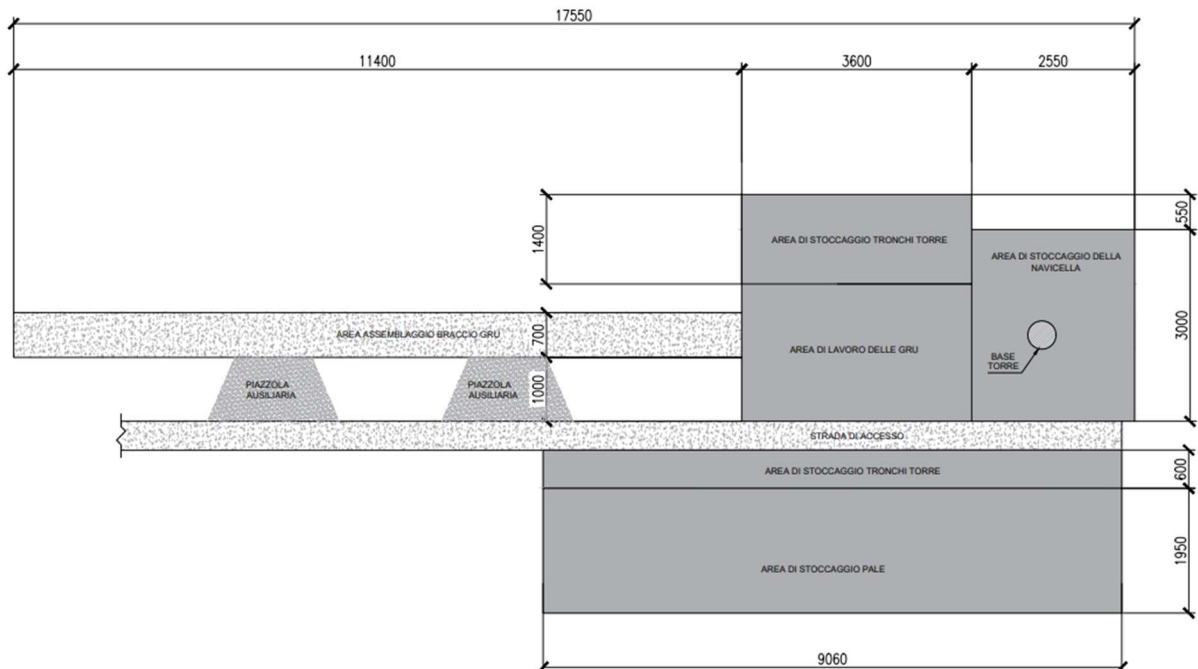 17550
11400
3600
2550
550
1400
AREA DI STOCCAGGIO TRONCHI TORRE
AREA DI STOCCAGGIO DELLA
NAVICELLA
3000
700
AREA ASSEMBLAGGIO BRACCIO GRU
AREA DI LAVORO DELLE GRU
BASE
TORRE
PIAZZOLA
AUSILIARIA
PIAZZOLA
AUSILIARIA
1000
STRADA DI ACCESSO
AREA DI STOCCAGGIO TRONCHI TORRE
600
AREA DI STOCCAGGIO PALE
1950
9060